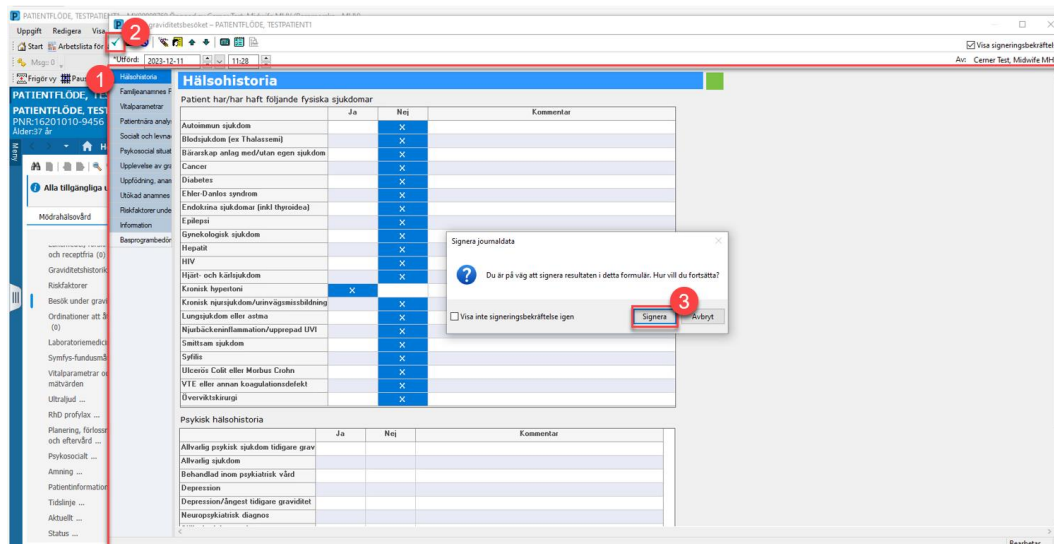 PATIENTFLÖDE, TESTPATIENT1
graviditetsbesöket – PATIENTFLÖDE, TESTPATIENT1
Uppgift Redigera Visa
2
Start Arbetslista för
Visa signeringsbekräftel
Msg: 0
*Utförd: 2023-12-11 11:28
Av: Cerner Test, Midwife MH
Frigör vy Paus
1
PATIENTFLÖDE, TEST
PNR:16201010-9456
Ålder:37 år
Meny
Alla tillgängliga
Mödrahälsovård
och receptfria (0)
Graviditetshistorik
Riskfaktorer
Besök under gravi
Ordinationer att å
(0)
Laboratoriemedici
Symfys-fundusmå
Vitalparametrar oc
mätvärden
Ultraljud ...
RhD profylax ...
Planering, förlossn
och eftervård ...
Psykosocialt ...
Amning ...
Patientinformation
Tidslinje ...
Aktuellt ...
Status ...
Hälsohistoria
Familjeanamnes F
Vitalparametrar
Patientnära analy
Socialt och levna
Psykosocial situat
Upplevelse av gra
Uppfödning, anam
Utökad anamnes
Riskfaktorer unde
Information
Basprogrambedör
Hälsohistoria
Patient har/har haft följande fysiska sjukdomar
Ja Nej Kommentar
Autoimmun sjukdom
Blodsjukdom (ex Thalassemi)
Bärarskap anlag med/utan egen sjukdom
Cancer
Diabetes
Ehler-Danlos syndrom
Endokrina sjukdomar (inkl thyroidea)
Epilepsi
Gynekologisk sjukdom
Hepatit
HIV
Hjärt- och kärlsjukdom
Kronisk hypertoni
Kronisk njursjukdom/urinvägsmissbildning
Lungsjukdom eller astma
Njurbäckeninflammation/upprepad UVI
Smittsam sjukdom
Syfilis
Ulcerös Colit eller Morbus Crohn
VTE eller annan koagulationsdefekt
Överviktskirurgi
Psykisk hälsohistoria
Ja Nej Kommentar
Allvarlig psykisk sjukdom tidigare grav
Allvarlig sjukdom
Behandlad inom psykiatrisk vård
Depression
Depression/ångest tidigare graviditet
Neuropsykiatrisk diagnos
Signera journaldata
Du är på väg att signera resultaten i detta formulär. Hur vill du fortsätta?
3
Visa inte signeringsbekräftelse igen
Signera
Avbryt
Bearbetas